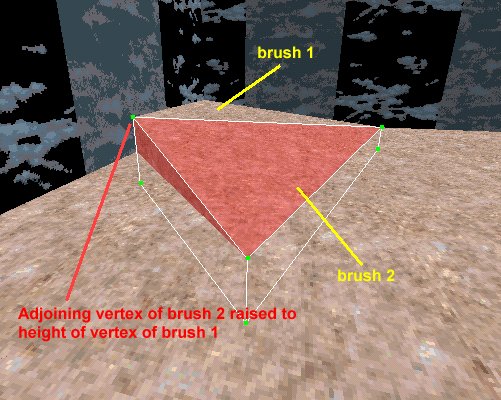 brush 1
brush 2
Adjoining vertex of brush 2 raised to
height of vertex of brush 1